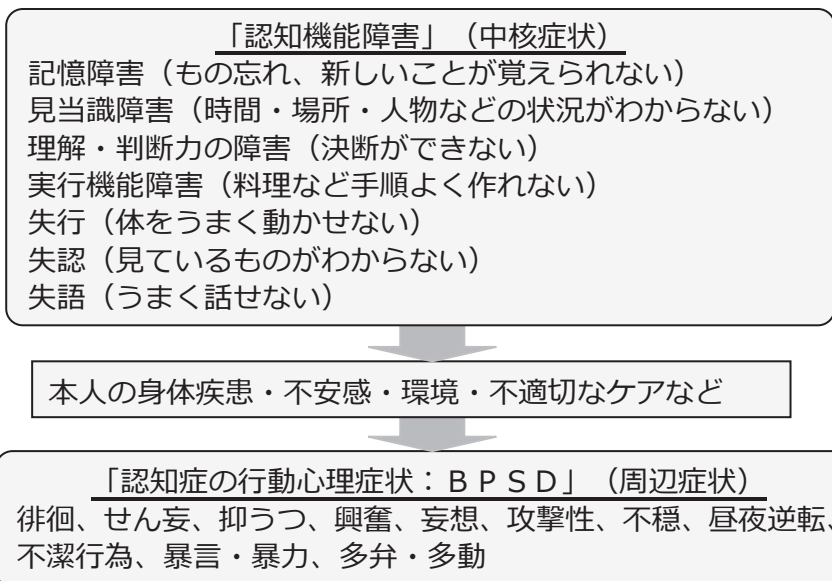 「認知機能障害」（中核症状）
記憶障害（もの忘れ、新しいことが覚えられない）
見当識障害（時間・場所・人物などの状況がわからない）
理解・判断力の障害（決断ができない）
実行機能障害（料理など手順よく作れない）
失行（体をうまく動かせない）
失認（見ているものがわからない）
失語（うまく話せない）
本人の身体疾患・不安感・環境・不適切なケアなど
「認知症の行動心理症状：ＢＰＳＤ」（周辺症状）
徘徊、せん妄、抑うつ、興奮、妄想、攻撃性、不穏、昼夜逆転、
不潔行為、暴言・暴力、多弁・多動